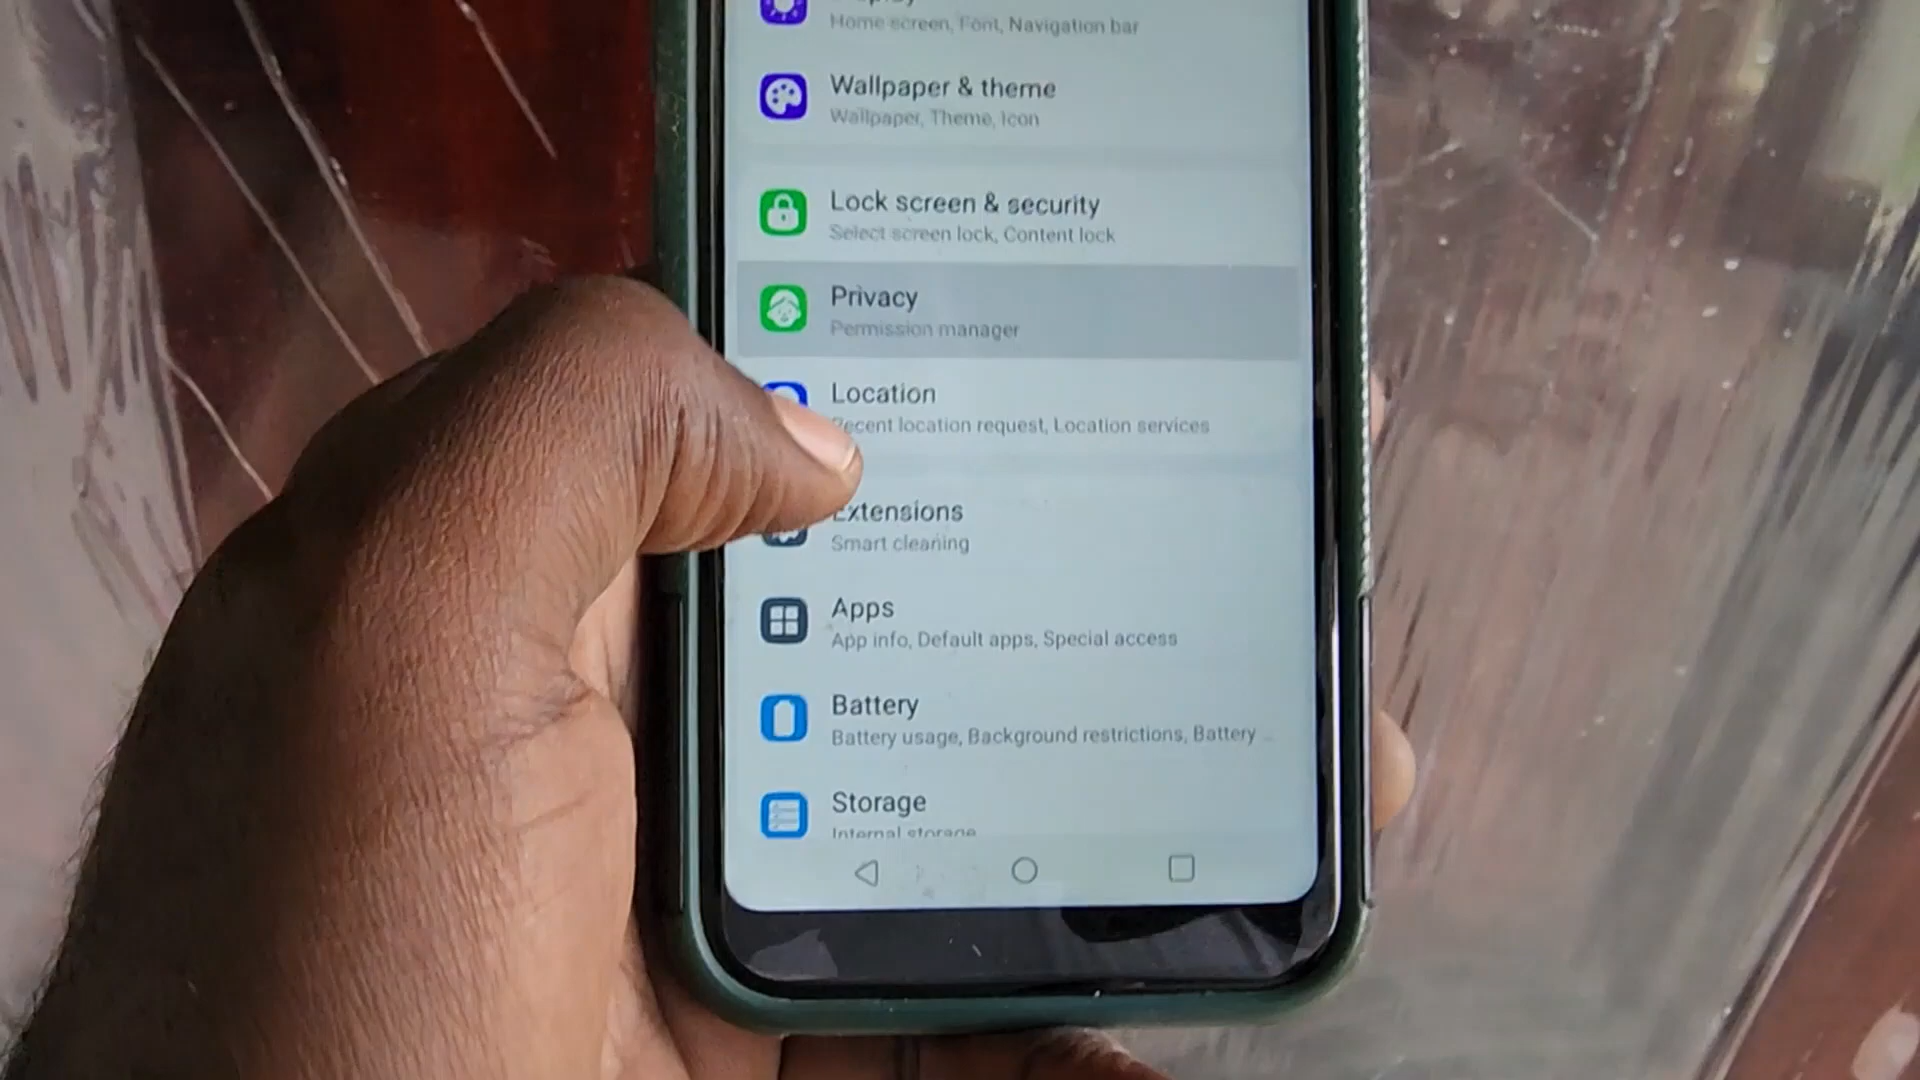 Home screen, Font, Navigation bar
Wallpaper & theme
Wallpaper, Theme, Icon
Lock screen & security
Select screen lock, Content lock
Privacy
Permission manager
Location
Recent location request, Location services
Extensions
Smart cleaning
Apps
App info, Default apps, Special access
Battery
Battery usage, Background restrictions, Battery ...
Storage
Internal storage